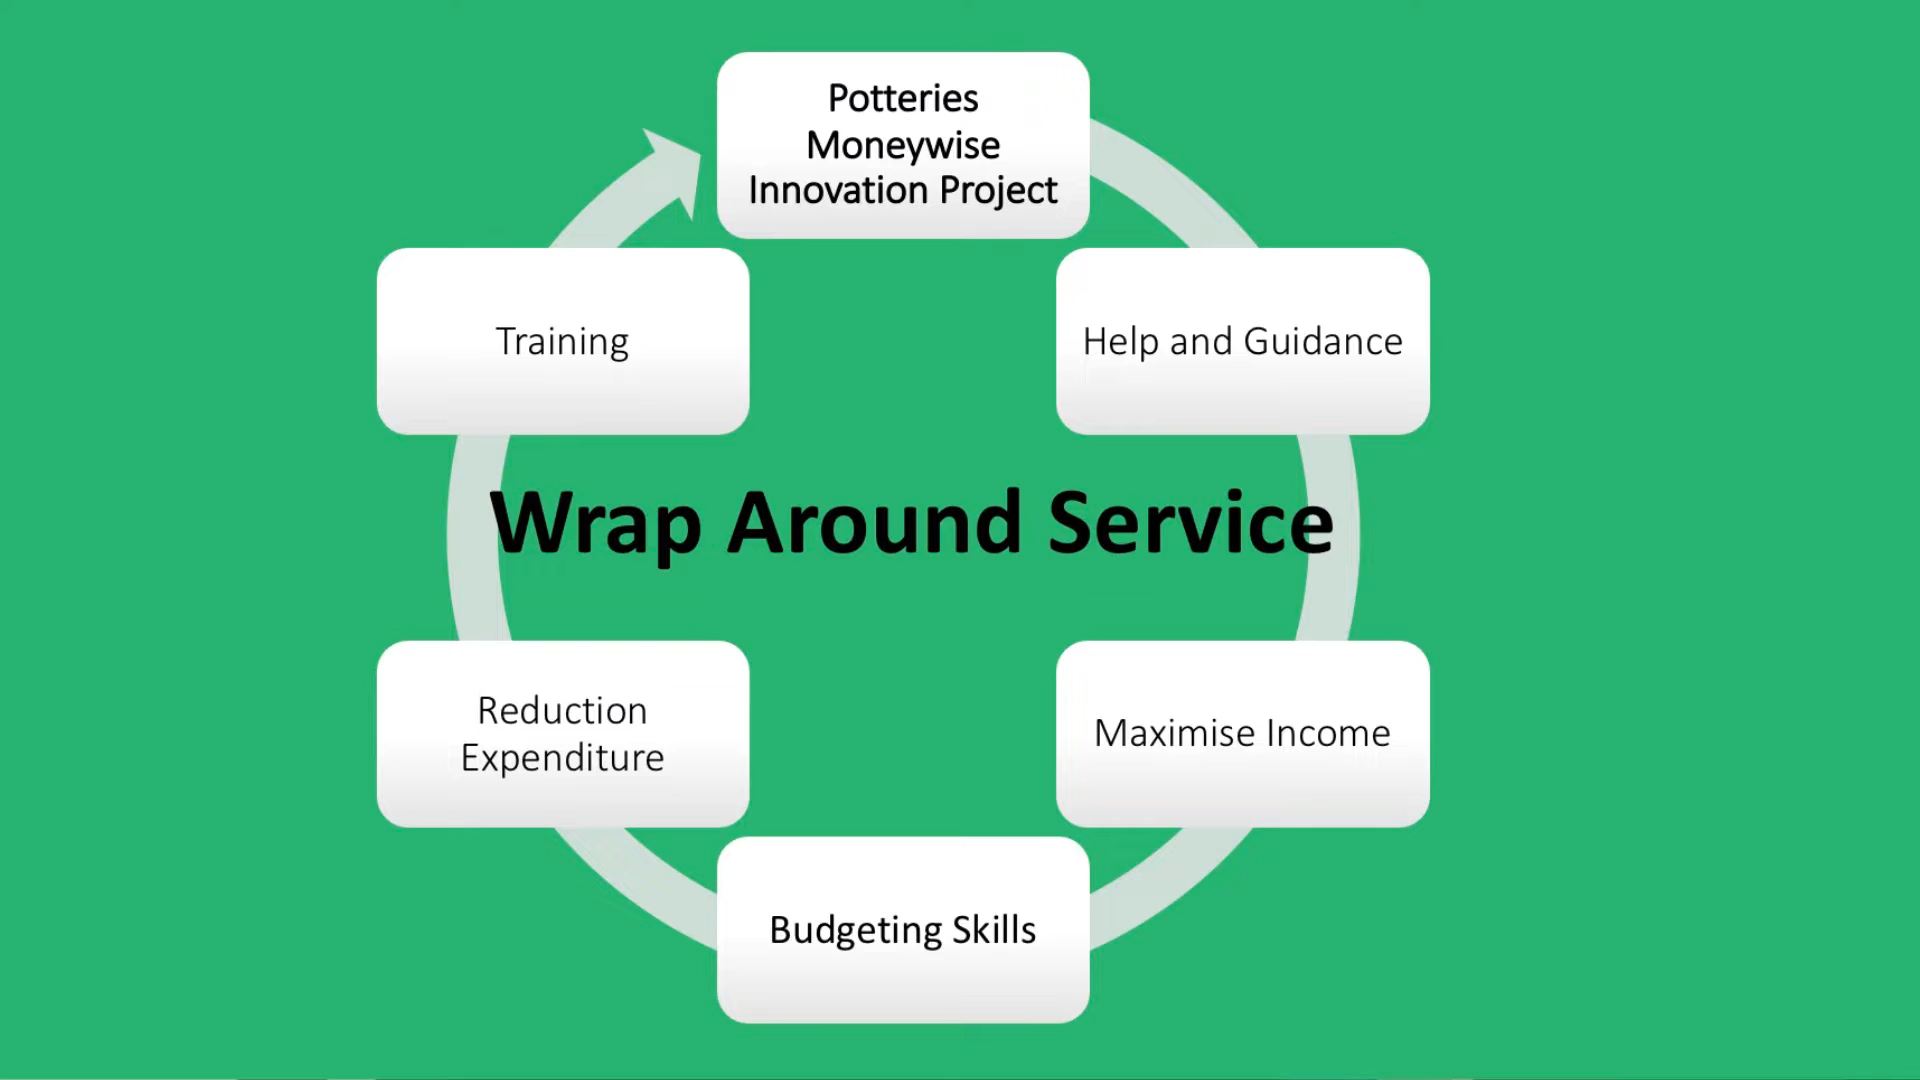 Potteries
Moneywise
Innovation Project
Training
Help and Guidance
Wrap Around Service
Reduction
Expenditure
Maximise Income
Budgeting Skills